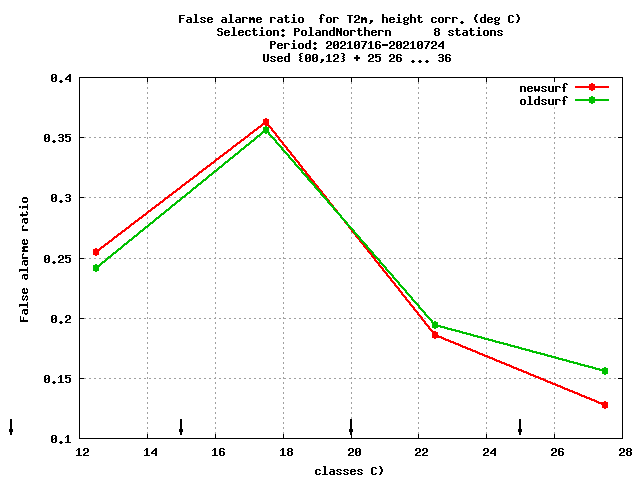 False alarme ratio  for T2m, height corr. (deg C)
Selection: PolandNorthern      8 stations
Period: 20210716-20210724
Used {00,12} + 25 26 ... 36
newsurf
oldsurf
False alarme ratio
0.4
0.35
0.3
0.25
0.2
0.15
0.1
12 14 16 18 20 22 24 26 28
classes C)